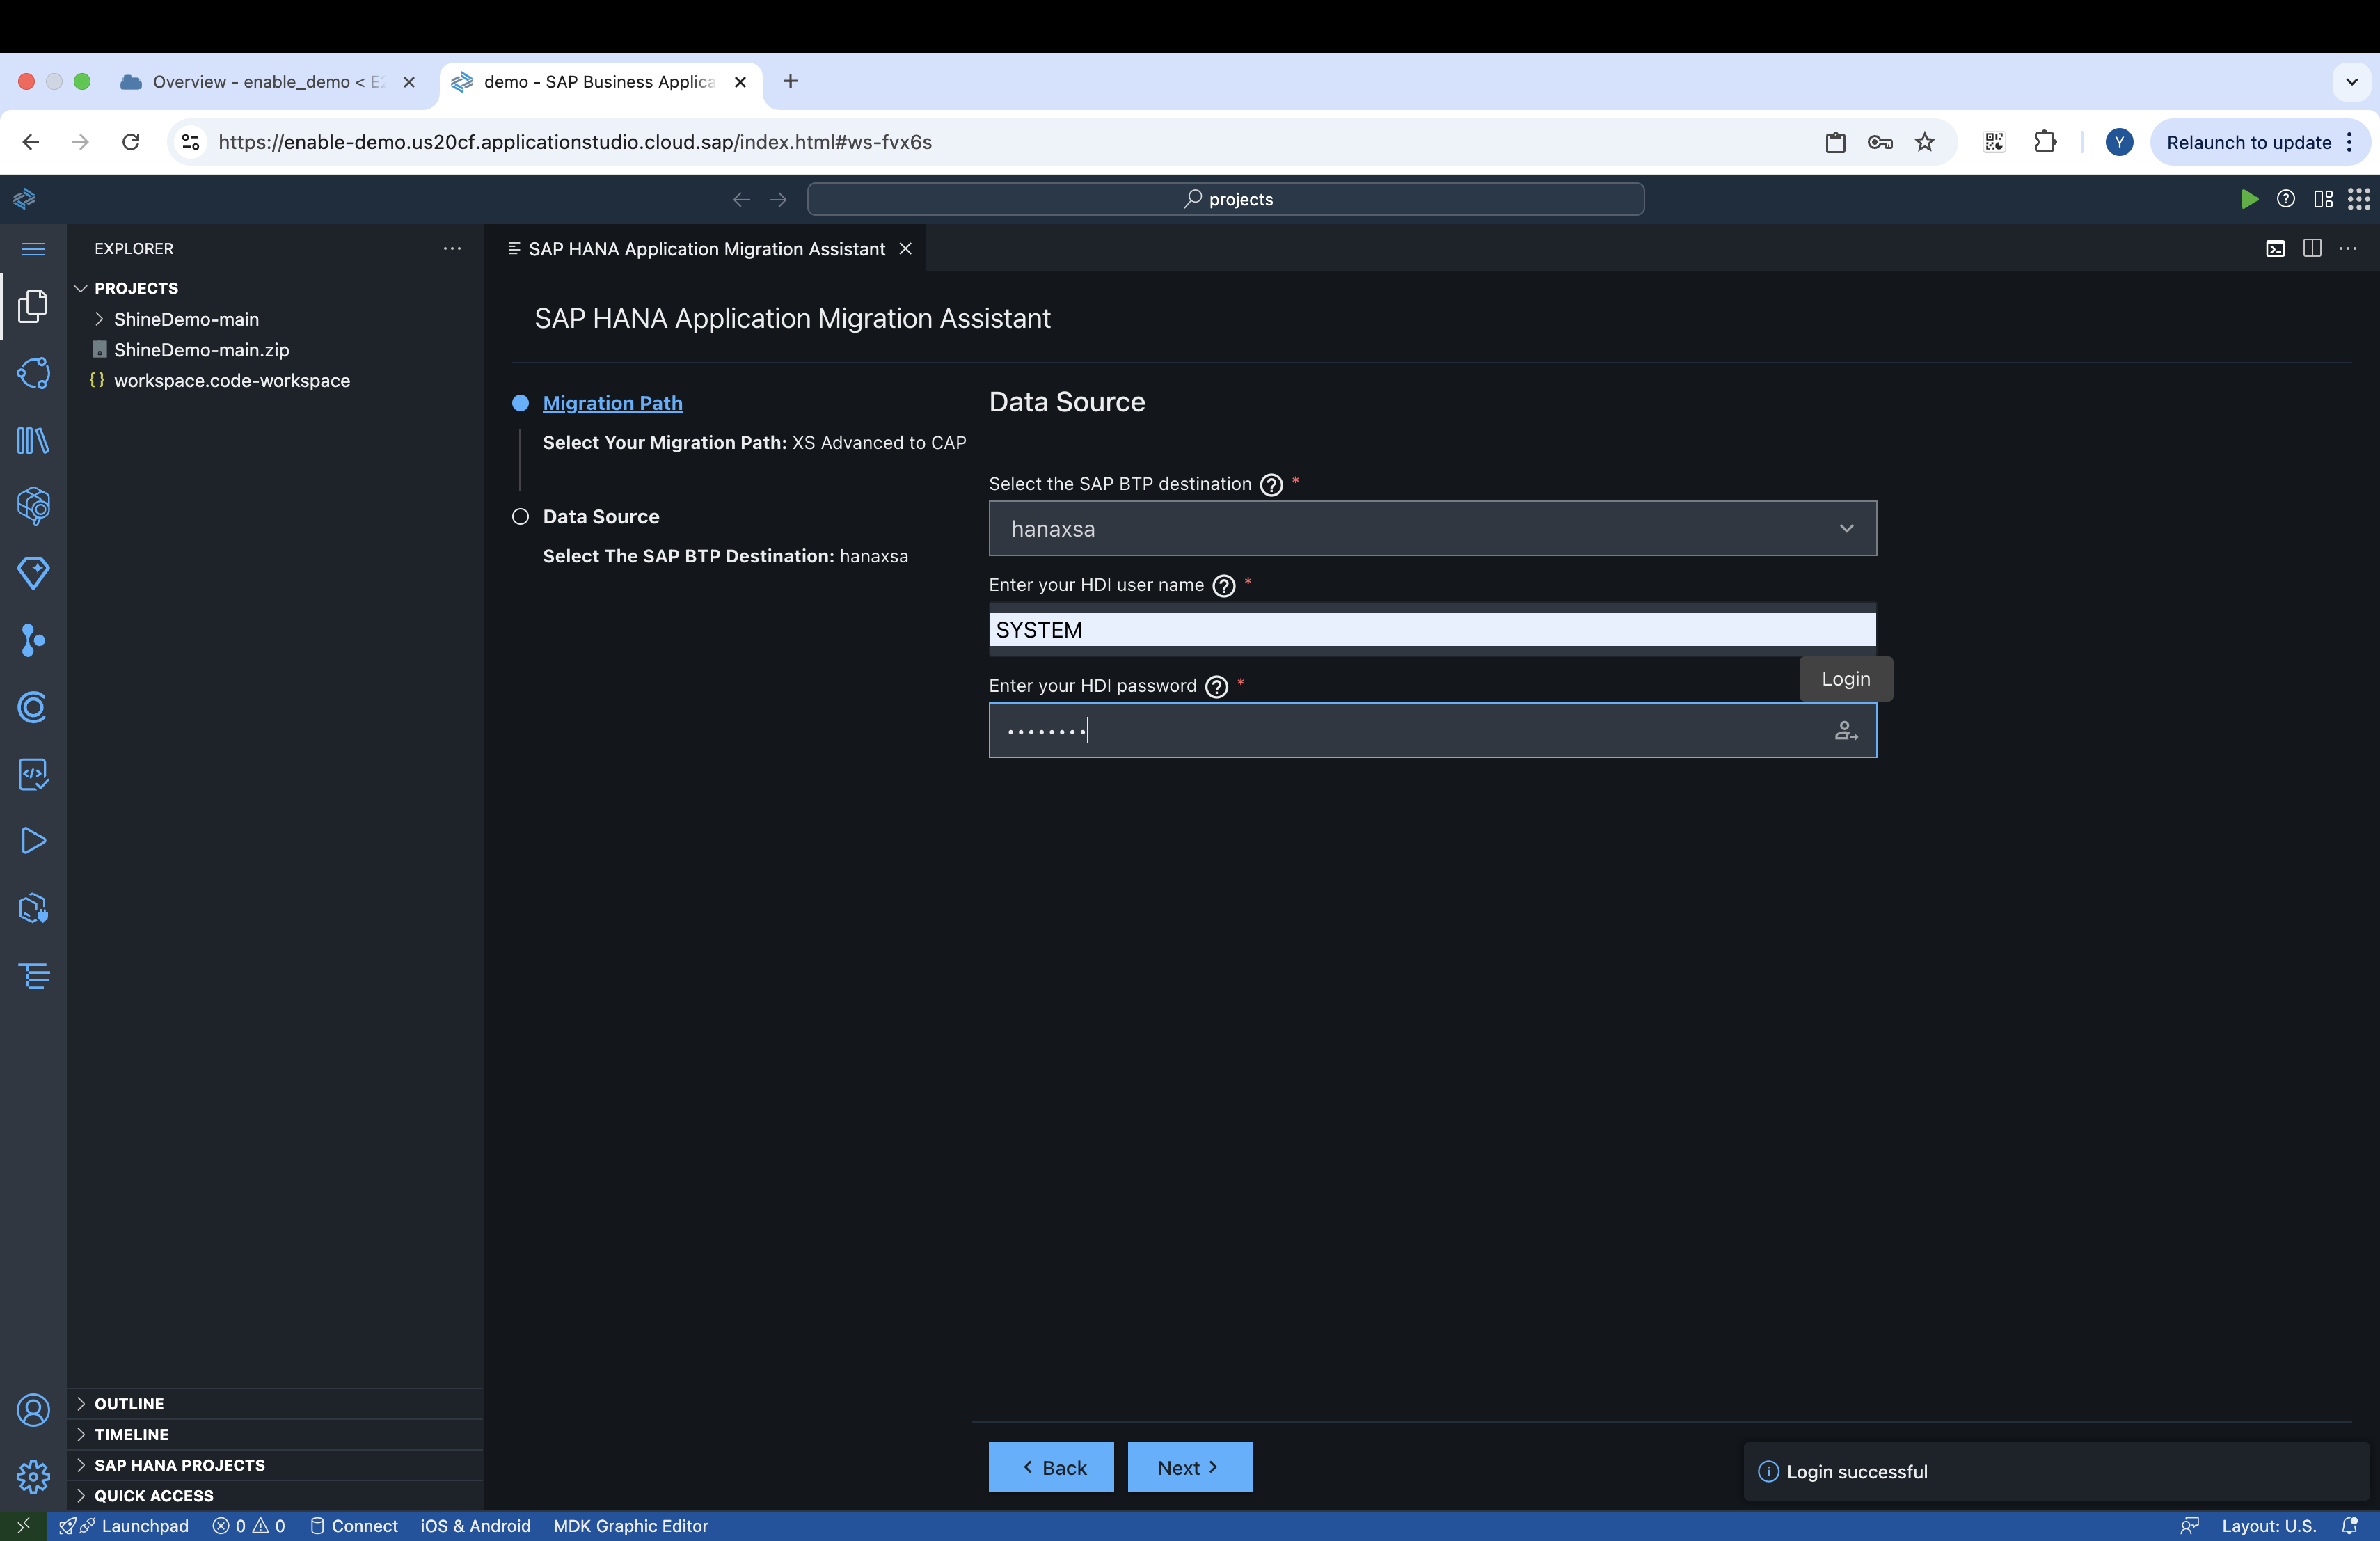 Overview - enable_demo < E
demo - SAP Business Applica
https://enable-demo.us20cf.applicationstudio.cloud.sap/index.html#ws-fvx6s
Y
Relaunch to update
projects
EXPLORER
SAP HANA Application Migration Assistant
PROJECTS
ShineDemo-main
ShineDemo-main.zip
workspace.code-workspace
SAP HANA Application Migration Assistant
Migration Path
Select Your Migration Path: XS Advanced to CAP
Data Source
Select The SAP BTP Destination: hanaxsa
Data Source
Select the SAP BTP destination *
hanaxsa
Enter your HDI user name *
SYSTEM
Login
Enter your HDI password *
••••••••
OUTLINE
TIMELINE
SAP HANA PROJECTS
QUICK ACCESS
Back
Next
Login successful
Launchpad
0
0
Connect
iOS & Android
MDK Graphic Editor
Layout: U.S.